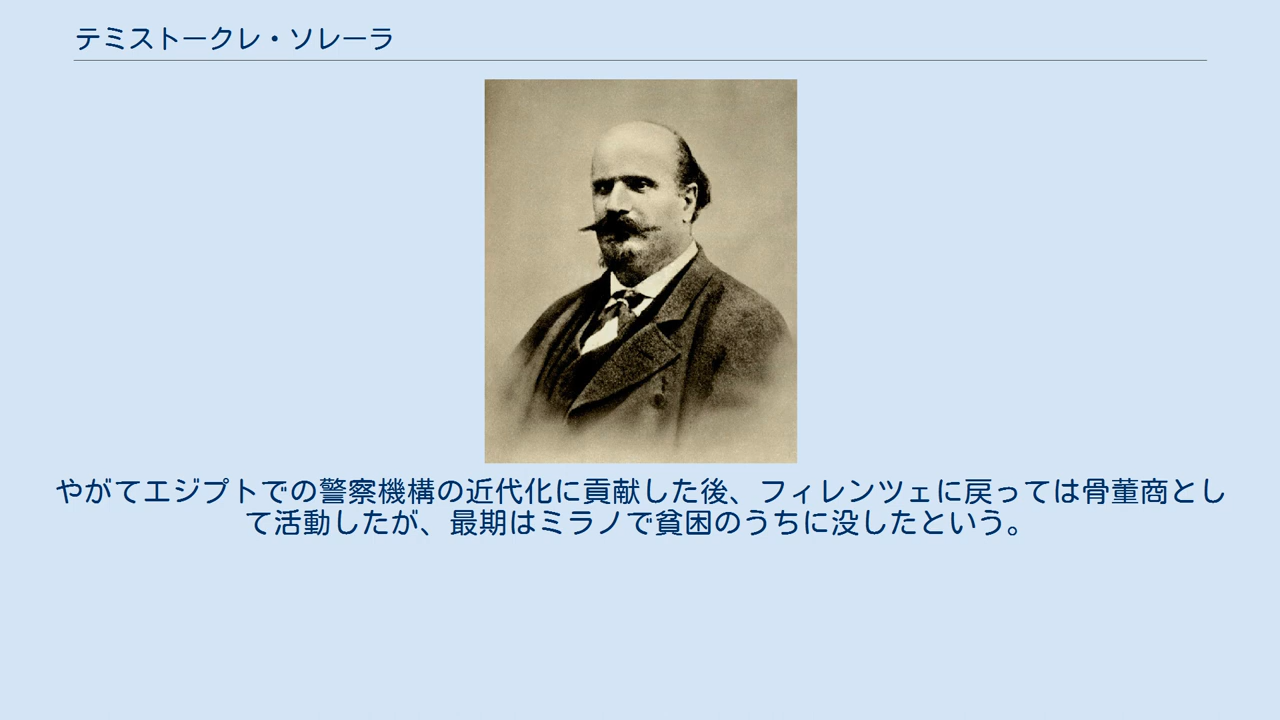 テミストークレ・ソレーラ
やがてエジプトでの警察機構の近代化に貢献した後、フィレンツェに戻っては骨董商とし
て活動したが、最期はミラノで貧困のうちに没したという。